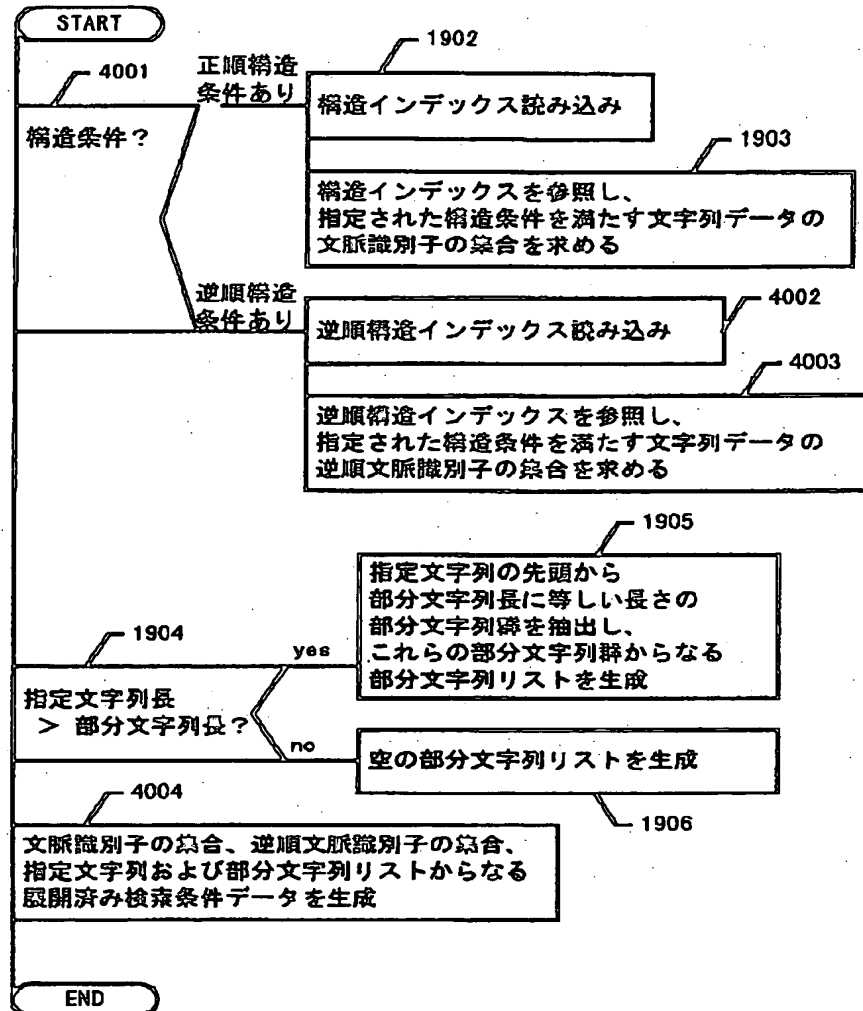 START
4001
構造条件？
正順構造
条件あり
1902
構造インデックス読み込み
1903
構造インデックスを参照し、
指定された構造条件を満たす文字列データの
文脈識別子の集合を求める
逆順構造
条件あり
4002
逆順構造インデックス読み込み
4003
逆順構造インデックスを参照し、
指定された構造条件を満たす文字列データの
逆順文脈識別子の集合を求める
1904
指定文字列長
＞ 部分文字列長？
yes
1905
指定文字列の先頭から
部分文字列長に等しい長さの
部分文字列群を抽出し、
これらの部分文字列群からなる
部分文字列リストを生成
no
空の部分文字列リストを生成
1906
4004
文脈識別子の集合、逆順文脈識別子の集合、
指定文字列および部分文字列リストからなる
展開済み検索条件データを生成
END